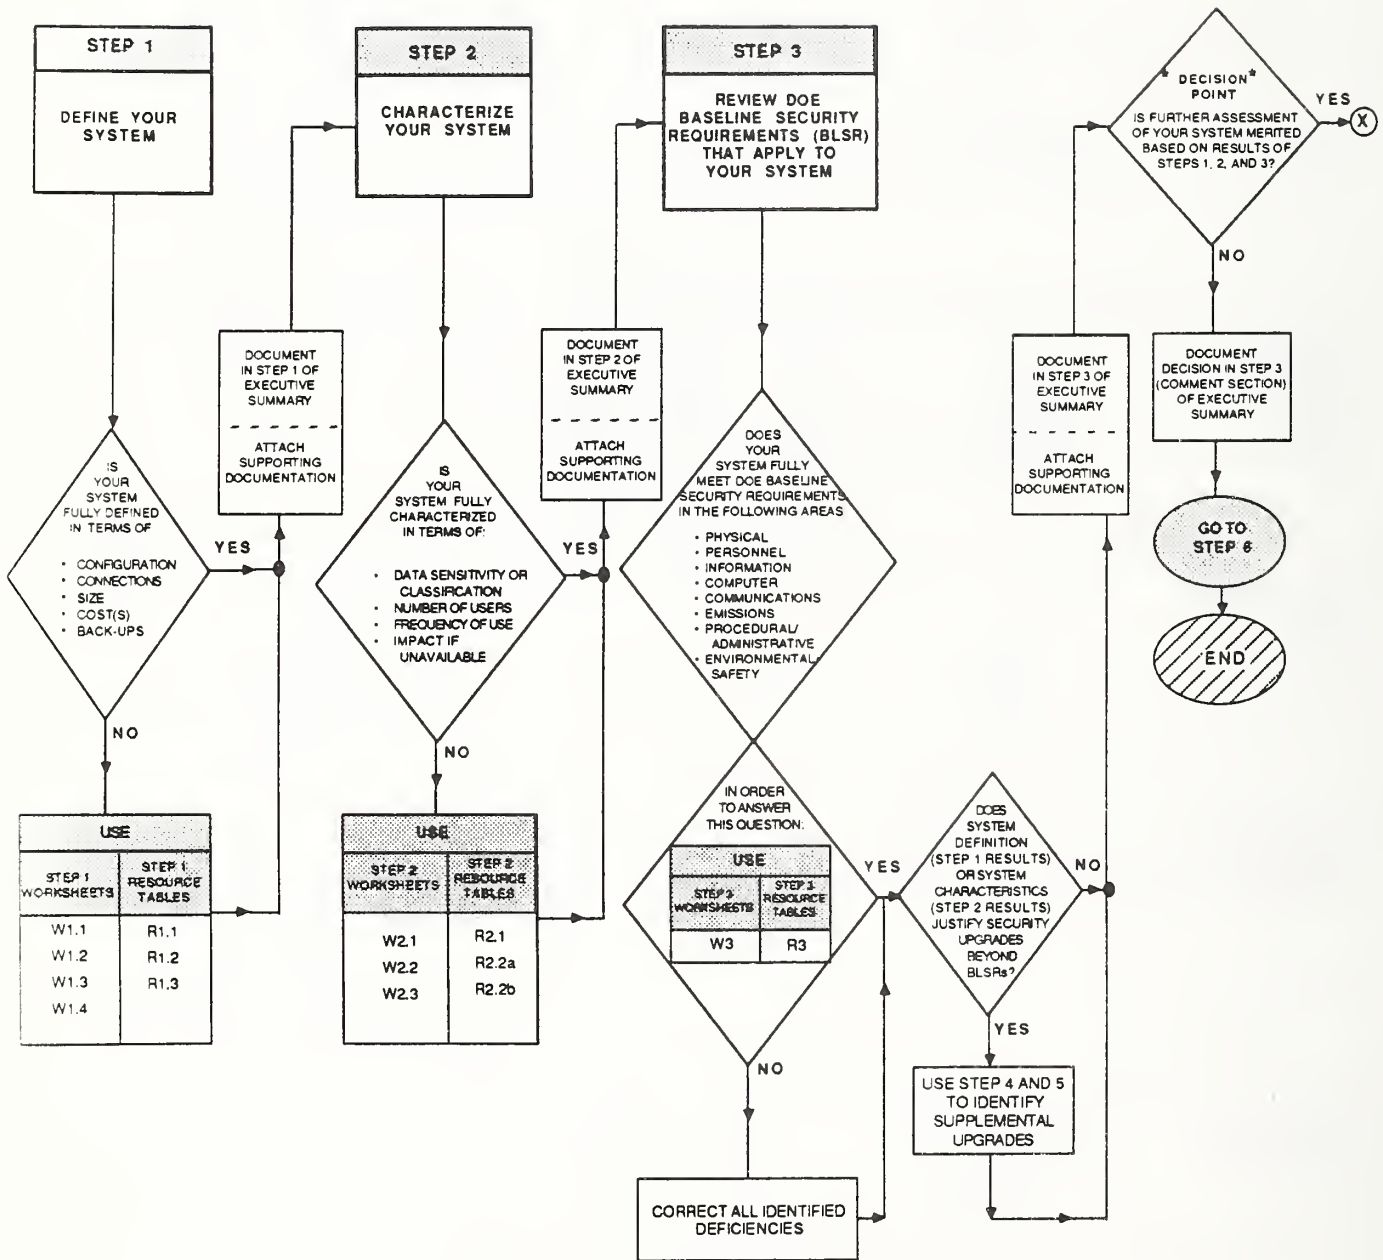 STEP 1
DEFINE YOUR
SYSTEM
IS
YOUR
SYSTEM
FULLY DEFINED
IN TERMS OF
• CONFIGURATION
• CONNECTIONS
• SIZE
• COST(S)
• BACK-UPS
YES
NO
USE
STEP 1
WORKSHEETS
STEP 1
RESOURCE
TABLES
W1.1
W1.2
W1.3
W1.4
R1.1
R1.2
R1.3
DOCUMENT
IN STEP 1 OF
EXECUTIVE
SUMMARY
ATTACH
SUPPORTING
DOCUMENTATION
STEP 2
CHARACTERIZE
YOUR SYSTEM
IS
YOUR
SYSTEM FULLY
CHARACTERIZED
IN TERMS OF:
• DATA SENSITIVITY OR
CLASSIFICATION
• NUMBER OF USERS
• FREQUENCY OF USE
• IMPACT IF
UNAVAILABLE
YES
NO
USE
STEP 2
WORKSHEETS
STEP 2
RESOURCE
TABLES
W2.1
W2.2
W2.3
R2.1
R2.2a
R2.2b
DOCUMENT
IN STEP 2 OF
EXECUTIVE
SUMMARY
ATTACH
SUPPORTING
DOCUMENTATION
STEP 3
REVIEW DOE
BASELINE SECURITY
REQUIREMENTS (BLSR)
THAT APPLY TO
YOUR SYSTEM
DOES
YOUR
SYSTEM FULLY
MEET DOE BASELINE
SECURITY REQUIREMENTS
IN THE FOLLOWING AREAS
• PHYSICAL
• PERSONNEL
• INFORMATION
• COMPUTER
• COMMUNICATIONS
• EMISSIONS
• PROCEDURAL/
ADMINISTRATIVE
• ENVIRONMENTAL/
SAFETY
IN ORDER
TO ANSWER
THIS QUESTION:
USE
STEP 3
WORKSHEETS
STEP 3
RESOURCE
TABLES
W3
R3
YES
NO
CORRECT ALL IDENTIFIED
DEFICIENCIES
DOES
SYSTEM
DEFINITION
(STEP 1 RESULTS)
OR SYSTEM
CHARACTERISTICS
(STEP 2 RESULTS)
JUSTIFY SECURITY
UPGRADES
BEYOND
BLSRs?
NO
YES
USE STEP 4 AND 5
TO IDENTIFY
SUPPLEMENTAL
UPGRADES
DOCUMENT
IN STEP 3 OF
EXECUTIVE
SUMMARY
ATTACH
SUPPORTING
DOCUMENTATION
* DECISION *
POINT
IS FURTHER ASSESSMENT
OF YOUR SYSTEM MERITED
BASED ON RESULTS OF
STEPS 1, 2, AND 3?
YES
X
NO
DOCUMENT
DECISION IN STEP 3
(COMMENT SECTION)
OF EXECUTIVE
SUMMARY
GO TO
STEP 6
END